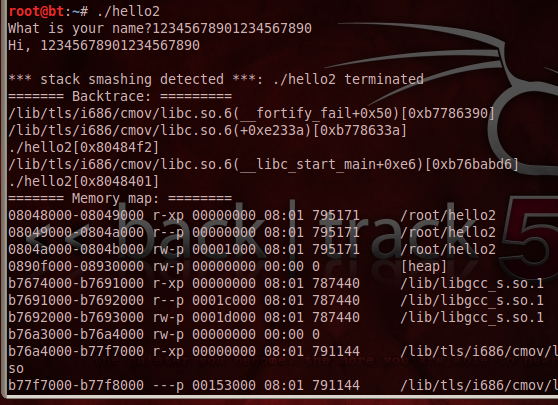 root@bt:~# ./hello2
What is your name?12345678901234567890
Hi, 12345678901234567890
*** stack smashing detected ***: ./hello2 terminated
======= Backtrace: =========
/lib/tls/i686/cmov/libc.so.6(__fortify_fail+0x50)[0xb7786390]
/lib/tls/i686/cmov/libc.so.6(+0xe233a)[0xb778633a]
./hello2[0x80484f2]
/lib/tls/i686/cmov/libc.so.6(__libc_start_main+0xe6)[0xb76babd6]
./hello2[0x8048401]
======= Memory map: ========
08048000-08049000 r-xp 00000000 08:01 795171     /root/hello2
08049000-0804a000 r--p 00000000 08:01 795171     /root/hello2
0804a000-0804b000 rw-p 00001000 08:01 795171     /root/hello2
0890f000-08930000 rw-p 00000000 00:00 0          [heap]
b7674000-b7691000 r-xp 00000000 08:01 787440     /lib/libgcc_s.so.1
b7691000-b7692000 r--p 0001c000 08:01 787440     /lib/libgcc_s.so.1
b7692000-b7693000 rw-p 0001d000 08:01 787440     /lib/libgcc_s.so.1
b76a3000-b76a4000 rw-p 00000000 00:00 0
b76a4000-b77f7000 r-xp 00000000 08:01 791144     /lib/tls/i686/cmov/l
so
b77f7000-b77f8000 ---p 00153000 08:01 791144     /lib/tls/i686/cmov/l
<< back | track 5